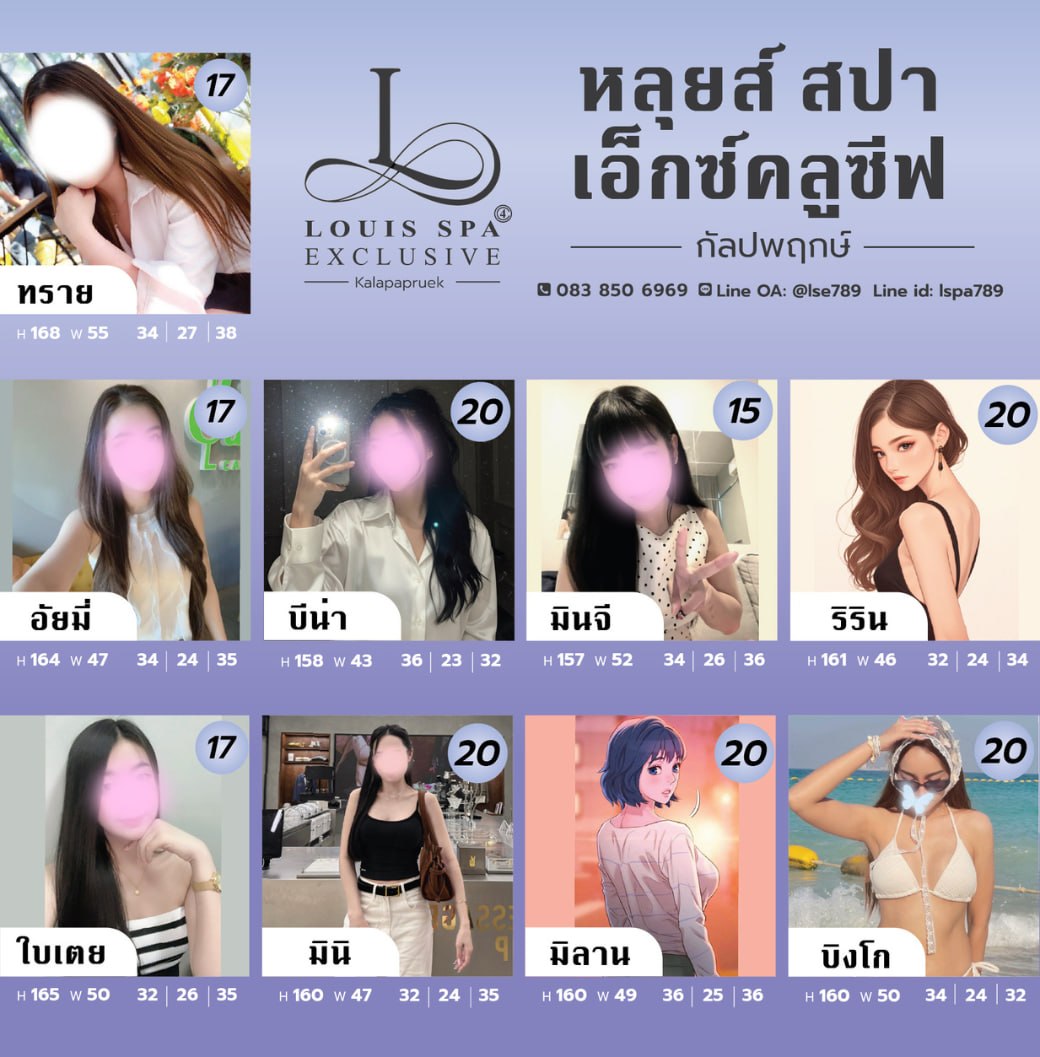 17
หลุยส์ สปา
เอ็กซ์คลูซีฟ
กัลปพฤกษ์
L
4
LOUIS SPA
EXCLUSIVE
Kalapapruek
083 850 6969 Line OA: @lse789 Line id: lspa789
ทราย
H 168 W 55 34 | 27 | 38
17
20
15
20
อัยมี่
บีน่า
มินจี
ริริน
H 164 W 47 34 | 24 | 35
H 158 W 43 36 | 23 | 32
H 157 W 52 34 | 26 | 36
H 161 W 46 32 | 24 | 34
17
20
20
20
ใบเตย
มินิ
มิลาน
บิงโก
H 165 W 50 32 | 26 | 35
H 160 W 47 32 | 24 | 35
H 160 W 49 36 | 25 | 36
H 160 W 50 34 | 24 | 32